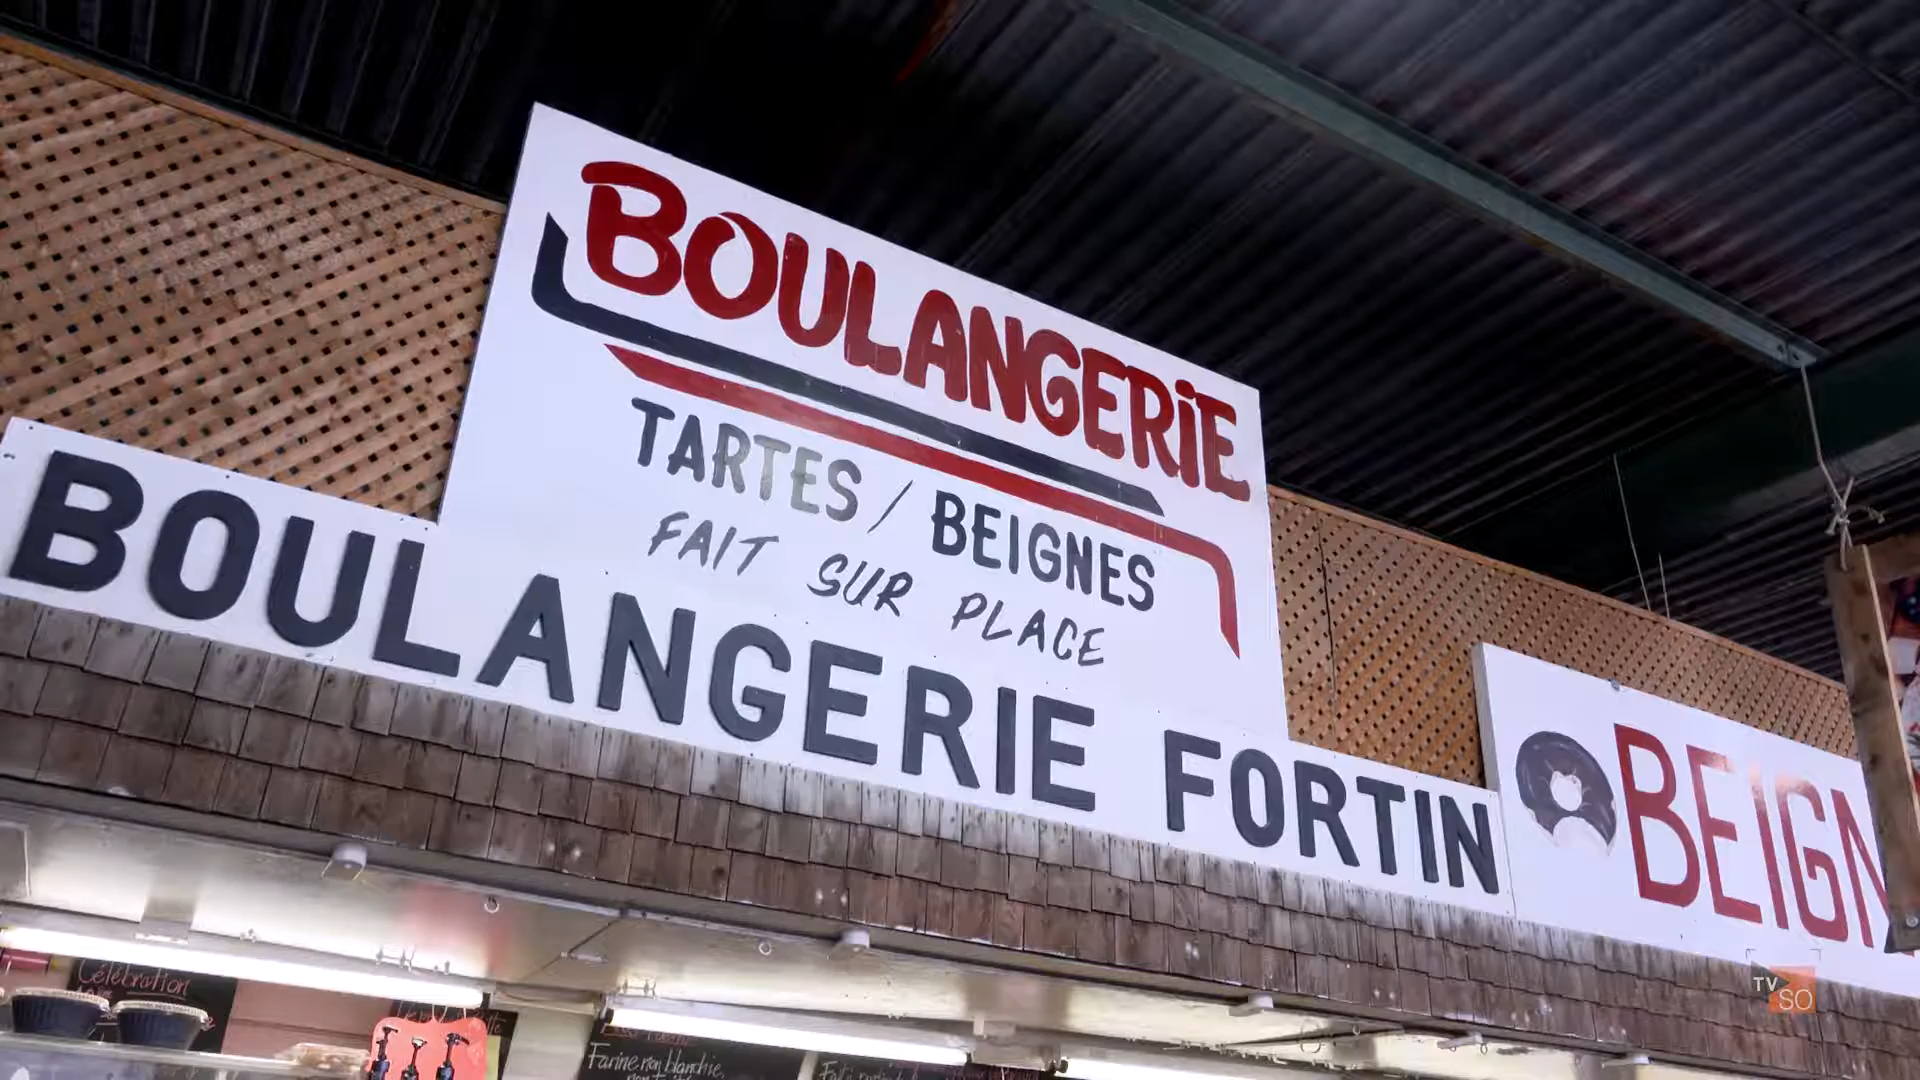 BOULANGERIE
TARTES / BEIGNES
FAIT SUR PLACE
BOULANGERIE FORTIN
BEIGN
TV
SO
Célébration
Farine non blanchie,